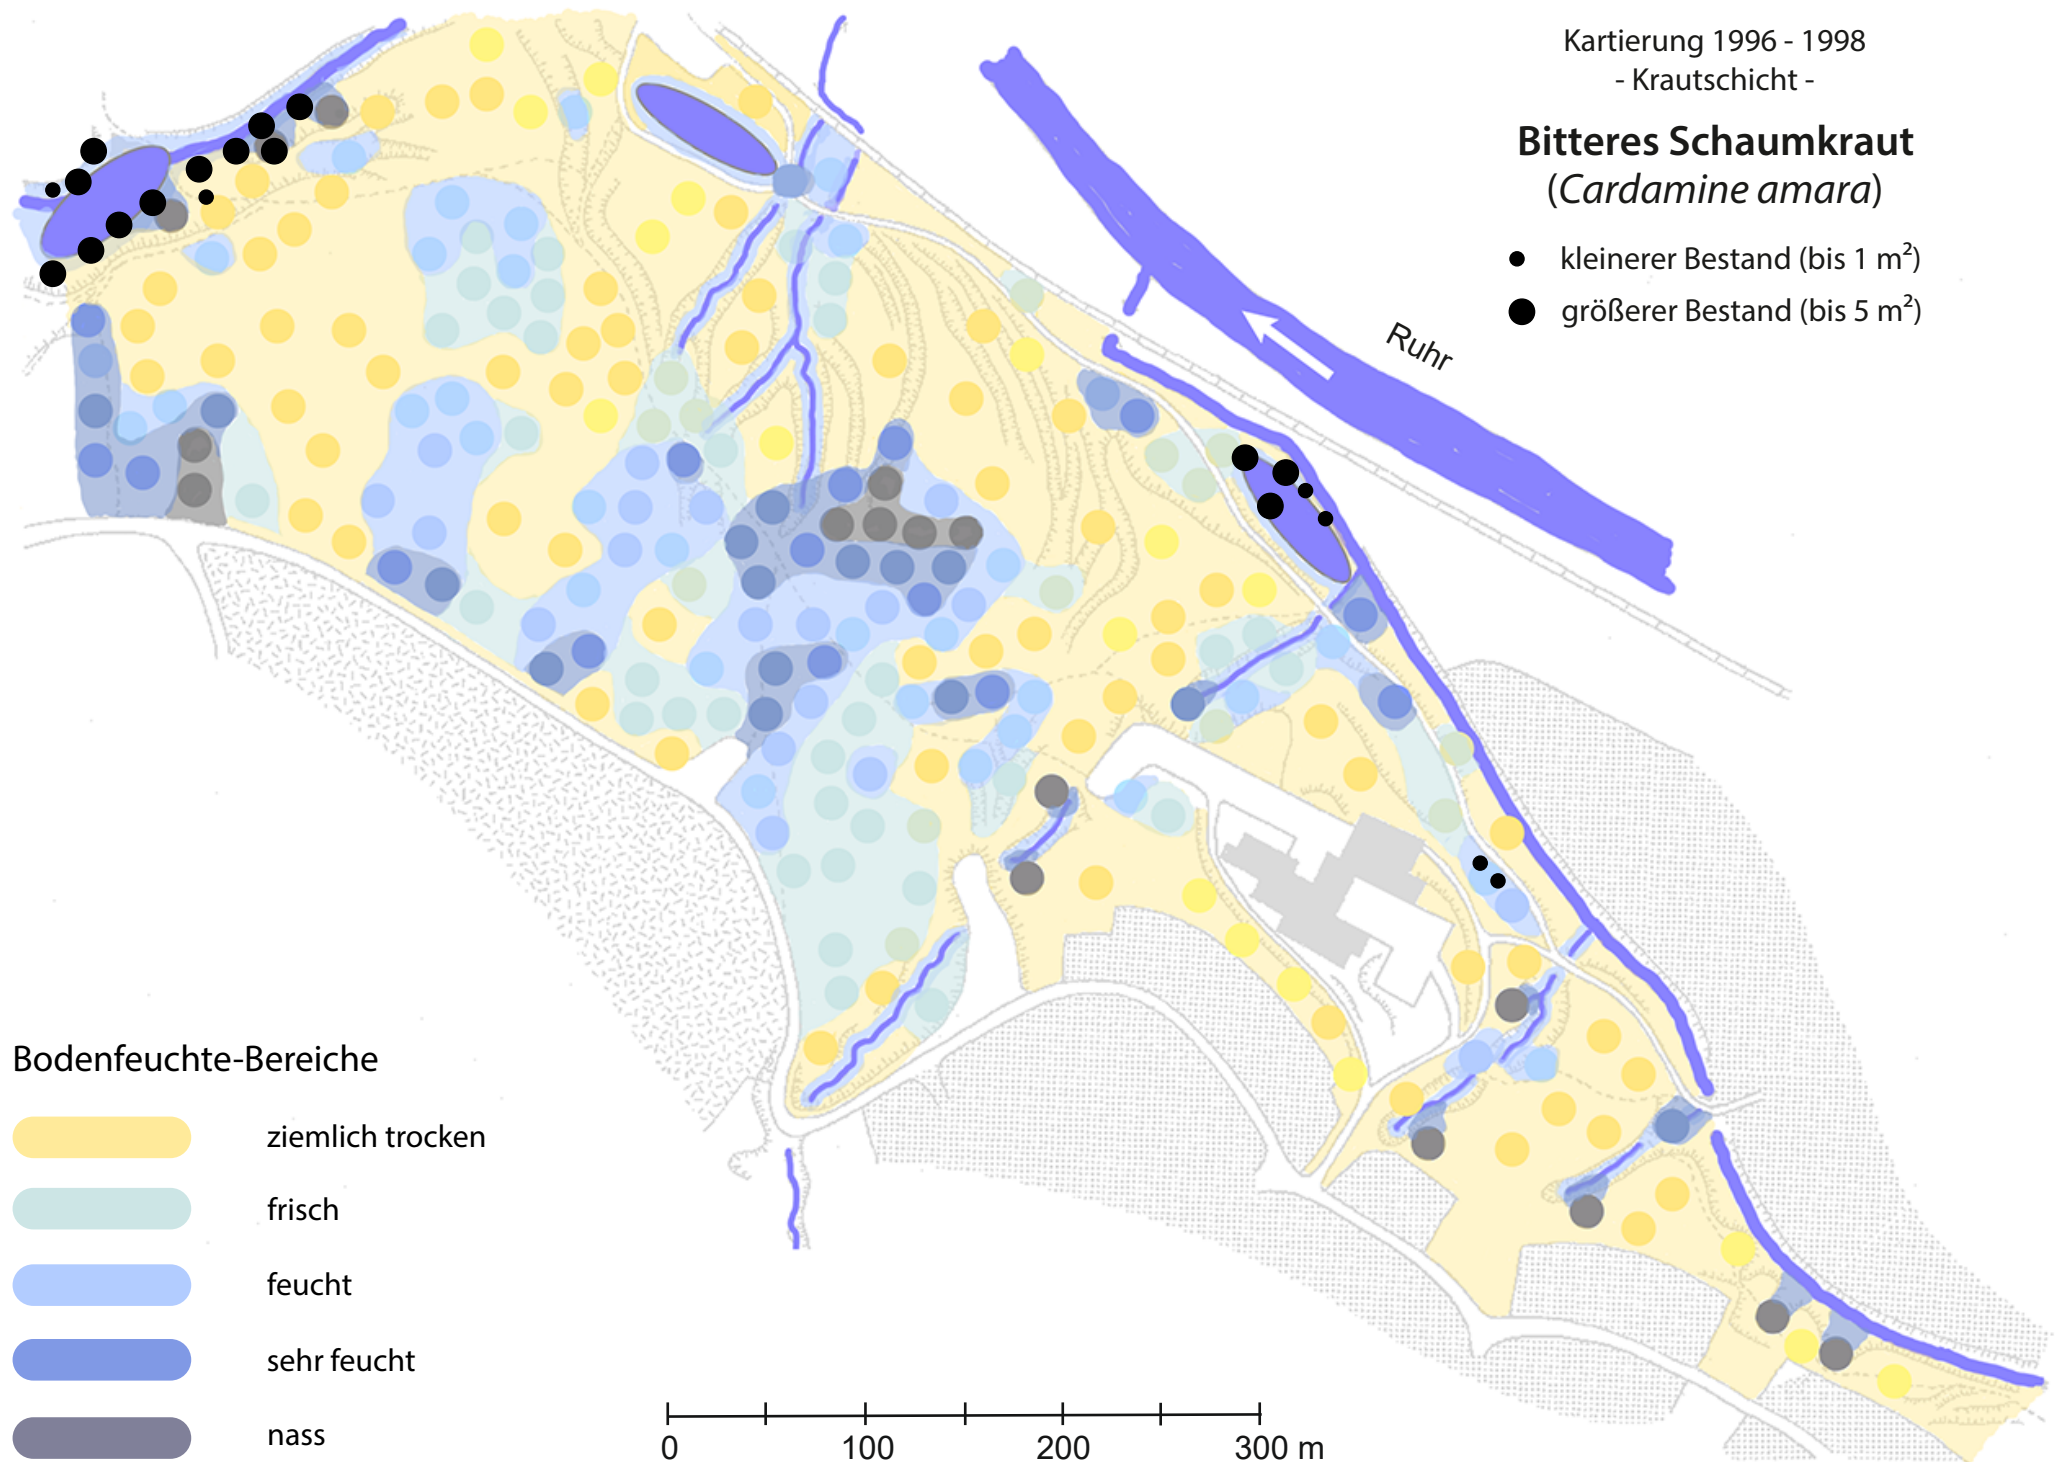 Kartierung 1996 - 1998
- Krautschicht -
Bitteres Schaumkraut
(Cardamine amara)
kleinerer Bestand (bis 1 m²)
größerer Bestand (bis 5 m²)
Ruhr
Bodenfeuchte-Bereiche
ziemlich trocken
frisch
feucht
sehr feucht
nass
0 100 200 300 m